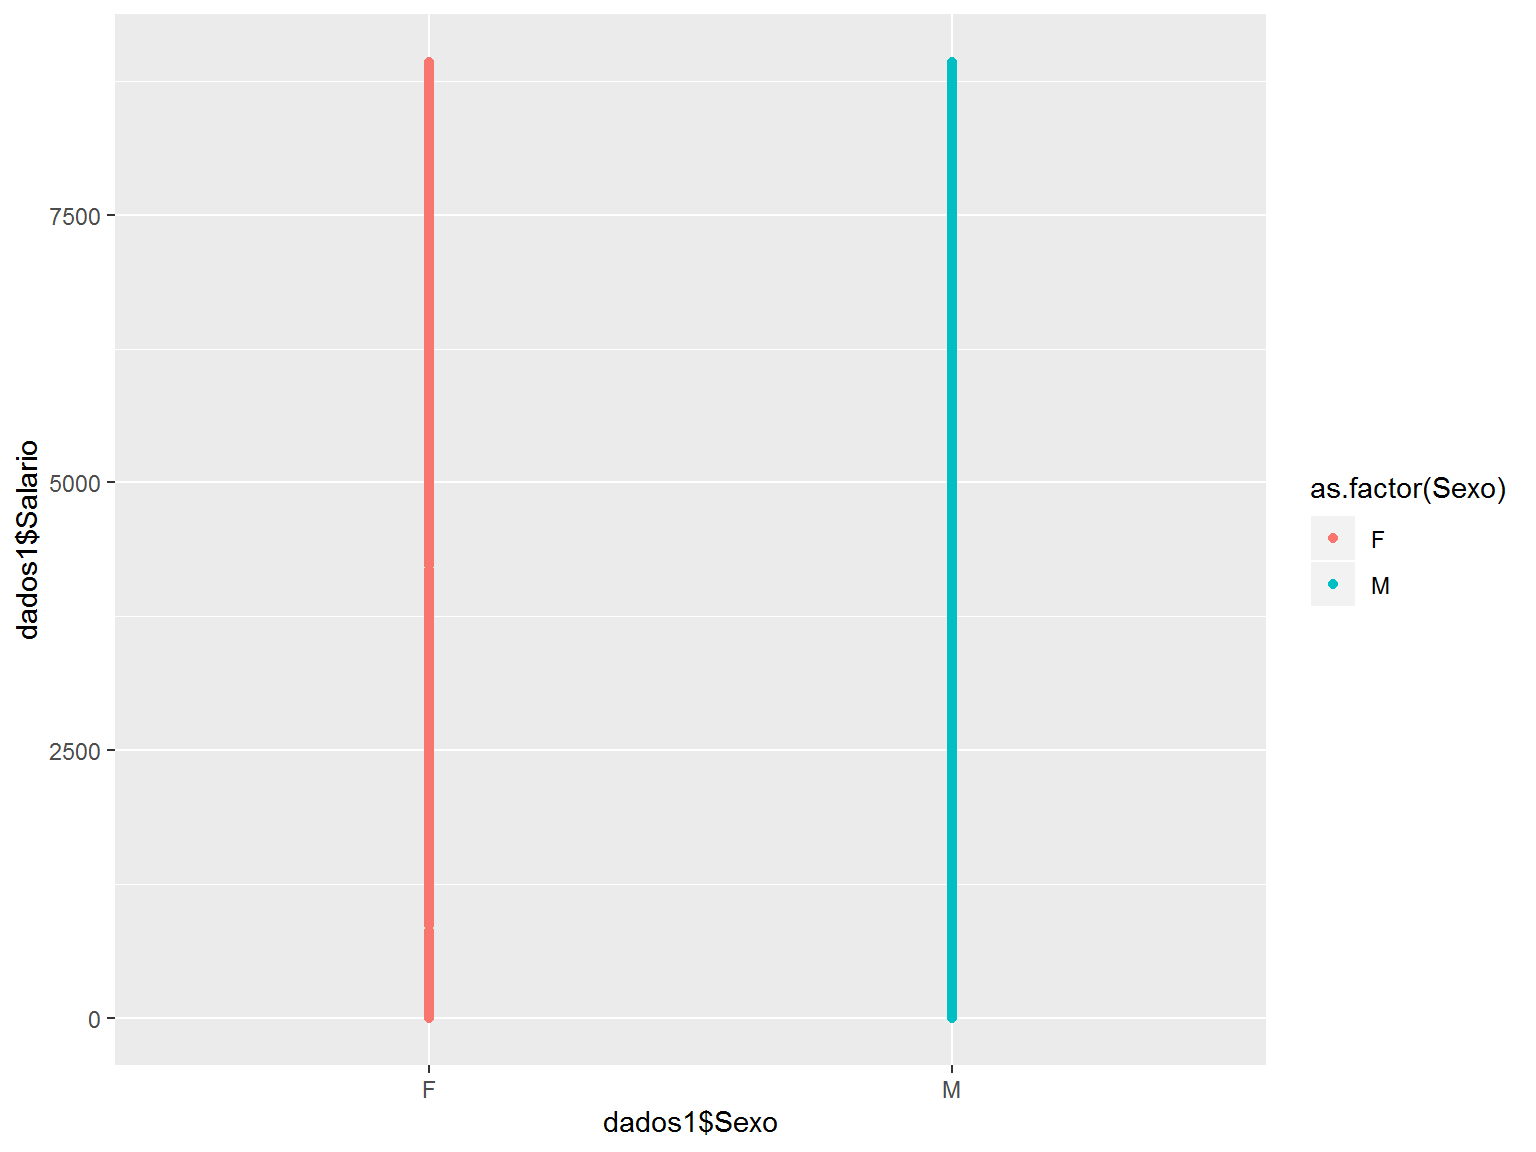 dados1$Salario
7500
5000
2500
0
F
M
dados1$Sexo
as.factor(Sexo)
F
M